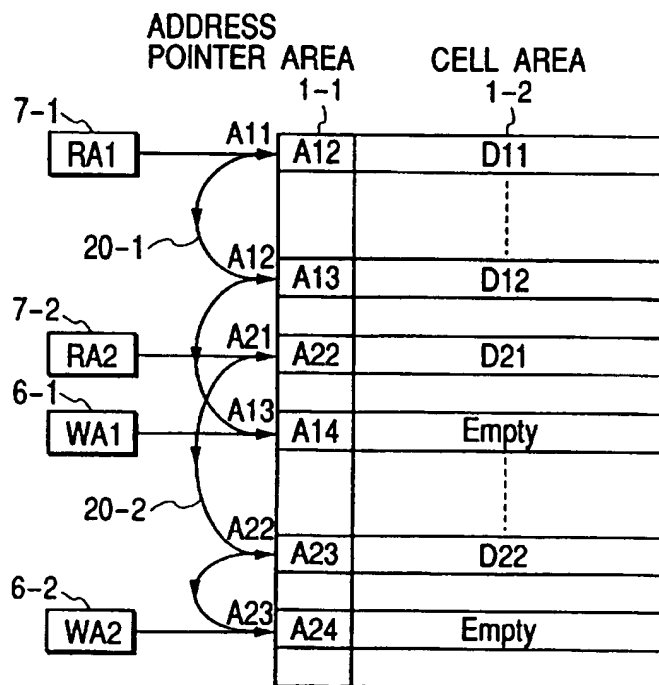 ADDRESS
POINTER AREA CELL AREA
1-1 1-2
7-1
RA1 A11 A12 D11
20-1
A12 A13 D12
7-2
RA2 A21 A22 D21
6-1
WA1 A13 A14 Empty
20-2
A22 A23 D22
6-2
WA2 A23 A24 Empty